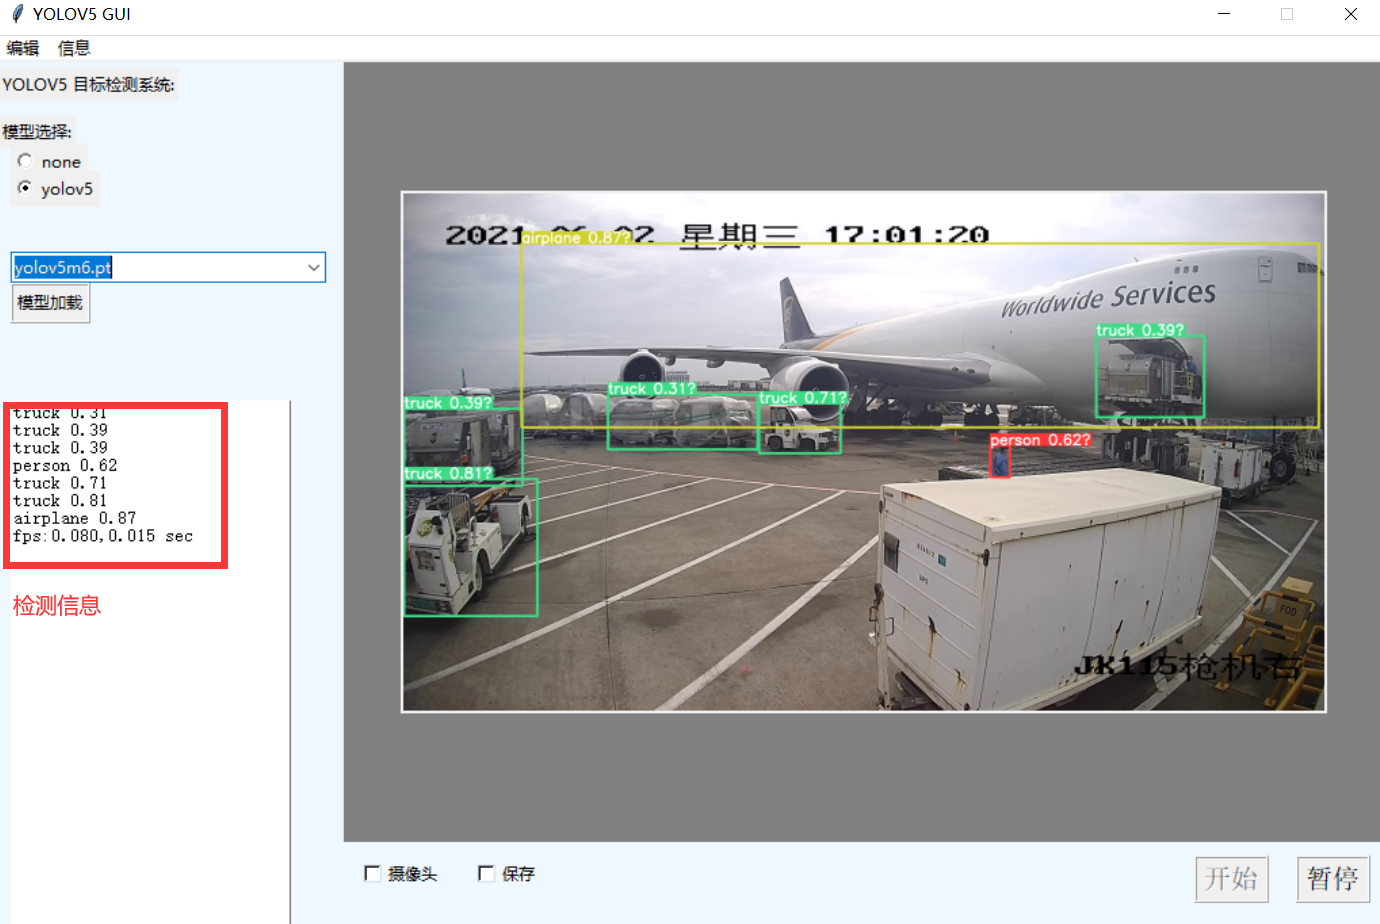 YOLOV5 GUI
编辑 信息
YOLOV5 目标检测系统:
模型选择:
none
yolov5
yolov5m6.pt
模型加载
truck 0.31
truck 0.39
truck 0.39
person 0.62
truck 0.71
truck 0.81
airplane 0.87
fps:0.080,0.015 sec
检测信息
2021 02 星期三 17:01:20
airplane 0.87?
Worldwide Services
truck 0.39?
truck 0.31?
truck 0.71?
truck 0.39?
person 0.62?
truck 0.81?
FOD
JK115枪机右
摄像头
保存
开始
暂停